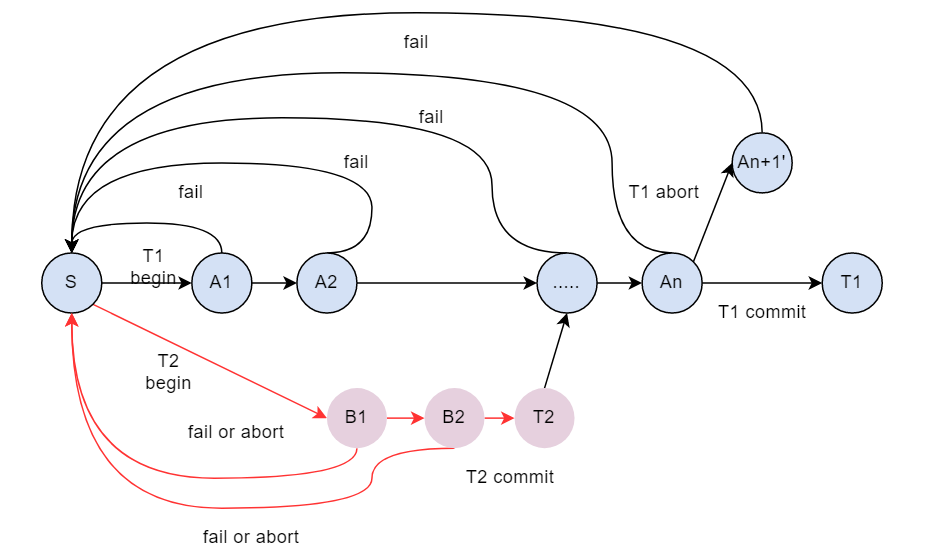 fail
fail
fail
An+1'
fail
T1 abort
T1
begin
S
A1
A2
.....
An
T1
T1 commit
T2
begin
B1
B2
T2
fail or abort
T2 commit
fail or abort